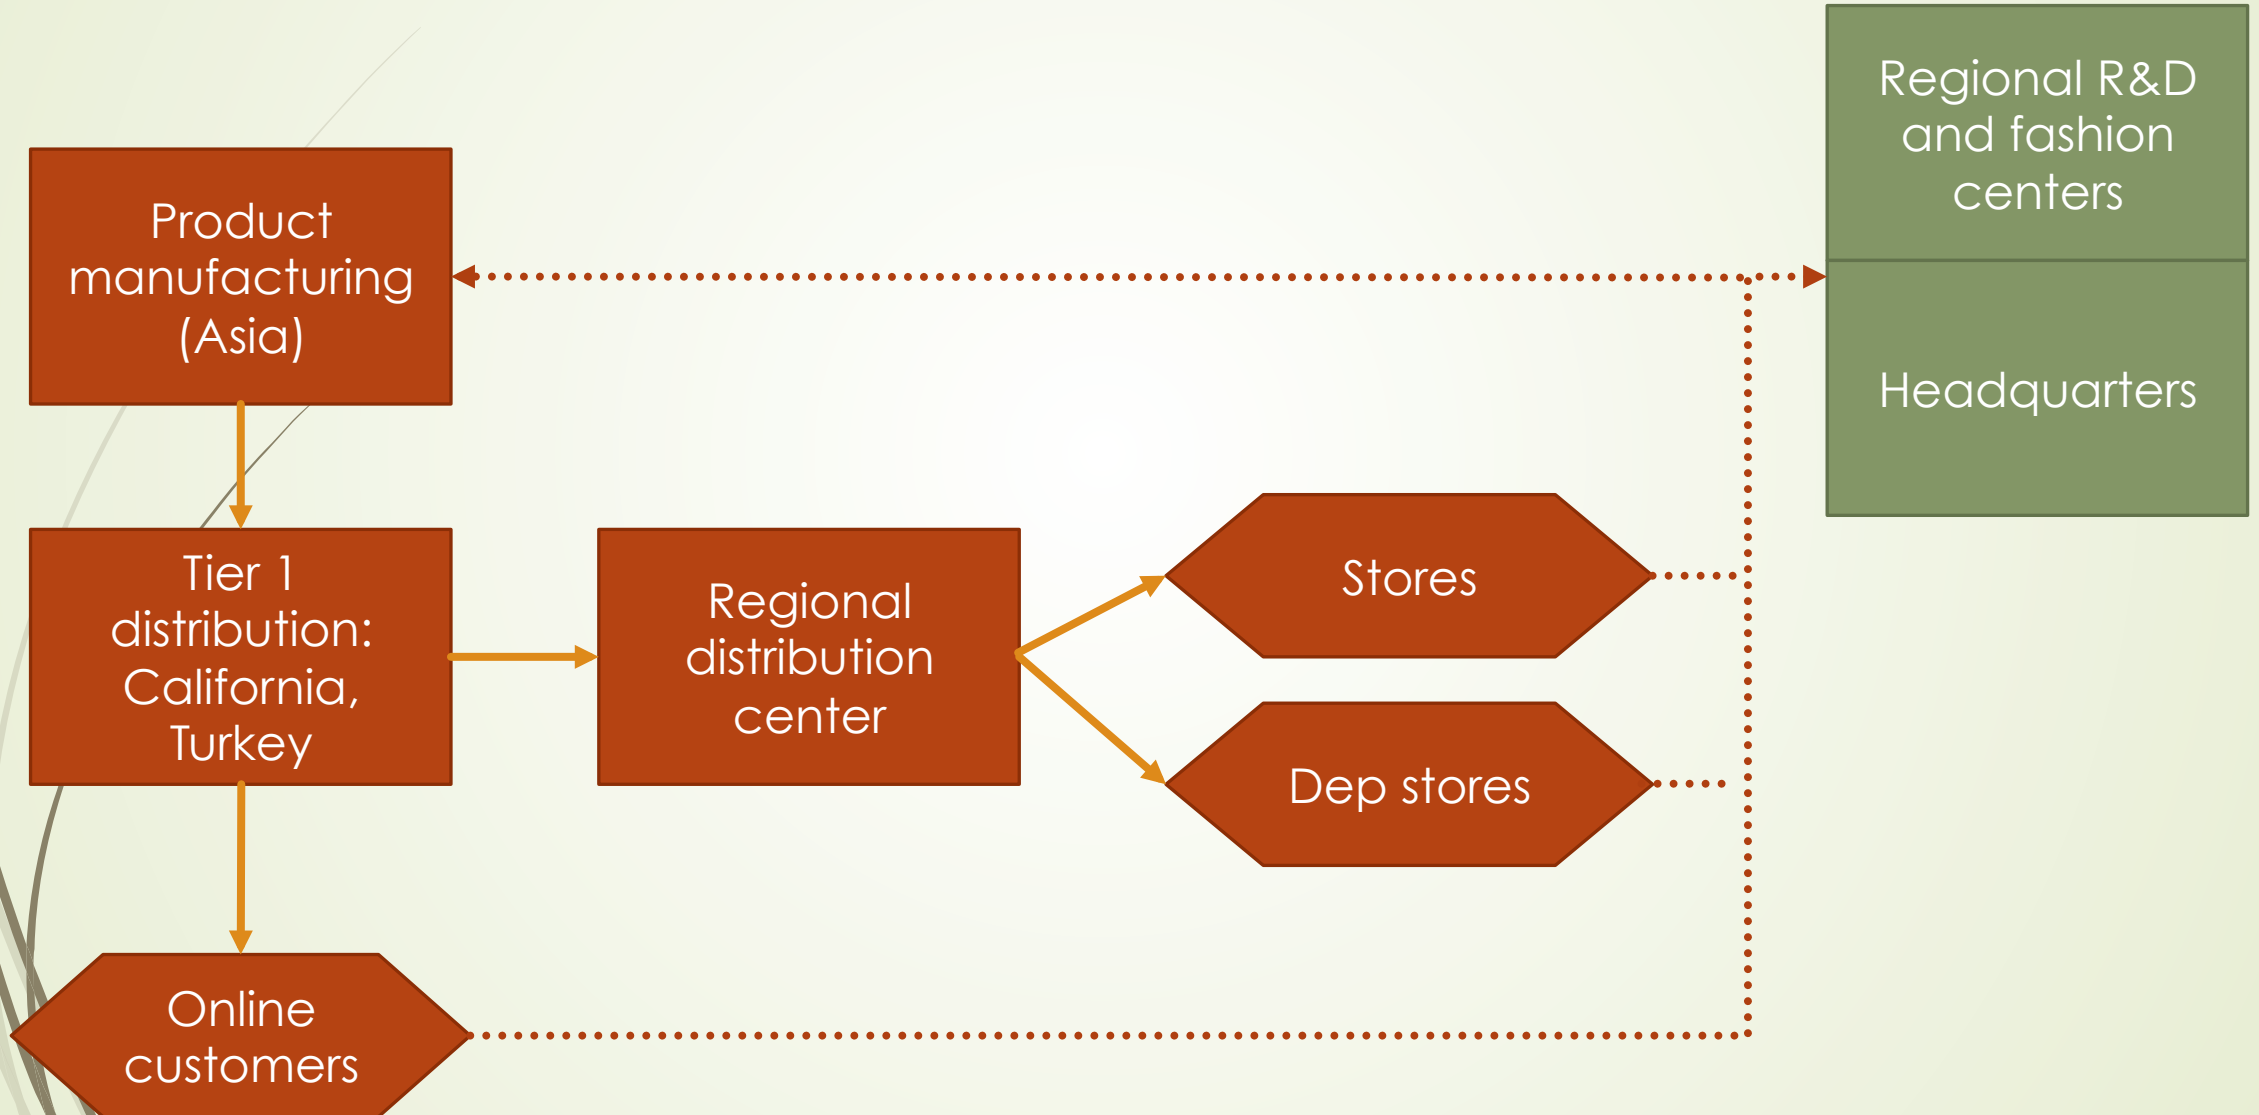 Regional R&D
and fashion
centers
Product
manufacturing
(Asia)
Headquarters
Tier 1
distribution:
California,
Turkey
Regional
distribution
center
Stores
Dep stores
Online
customers